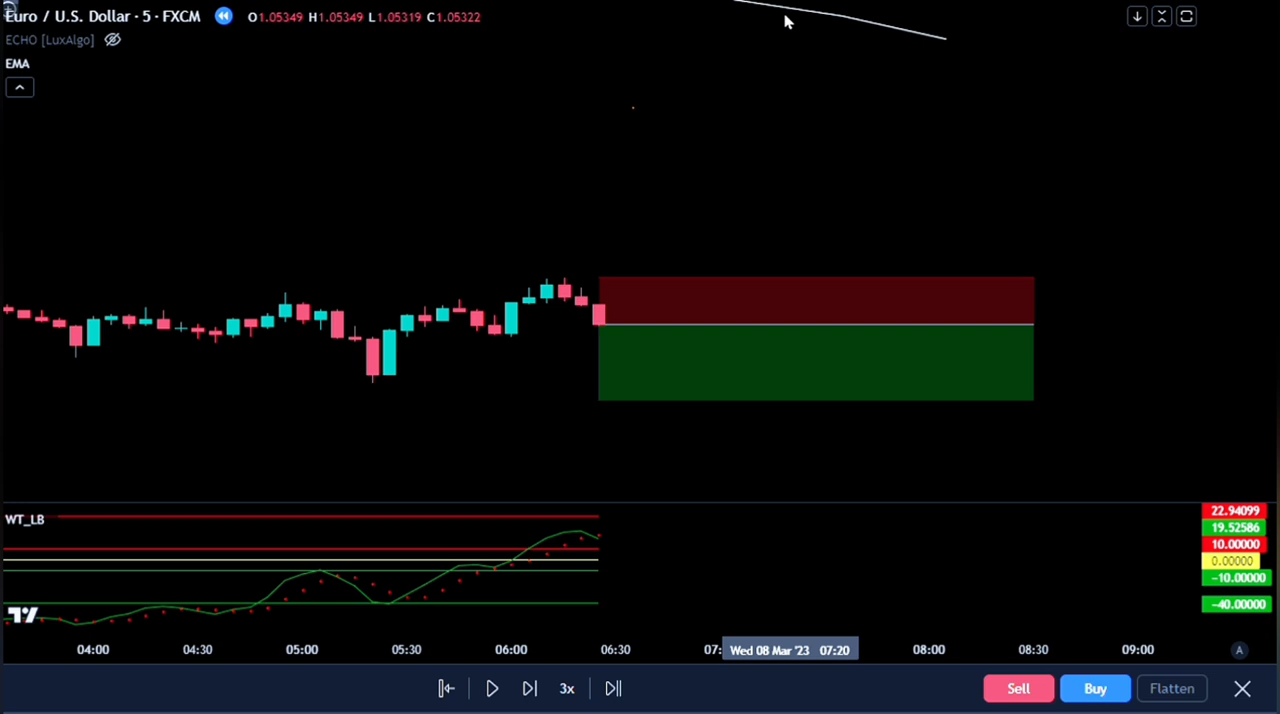 Euro / U.S. Dollar · 5 · FXCM O1.05349 H1.05349 L1.05319 C1.05322
ECHO [LuxAlgo]
EMA
WT_LB
22.94099
19.52586
10.00000
0.00000
−10.00000
−40.00000
04:00 04:30 05:00 05:30 06:00 06:30 07: Wed 08 Mar '23 07:20 08:00 08:30 09:00 A
3x Sell Buy Flatten